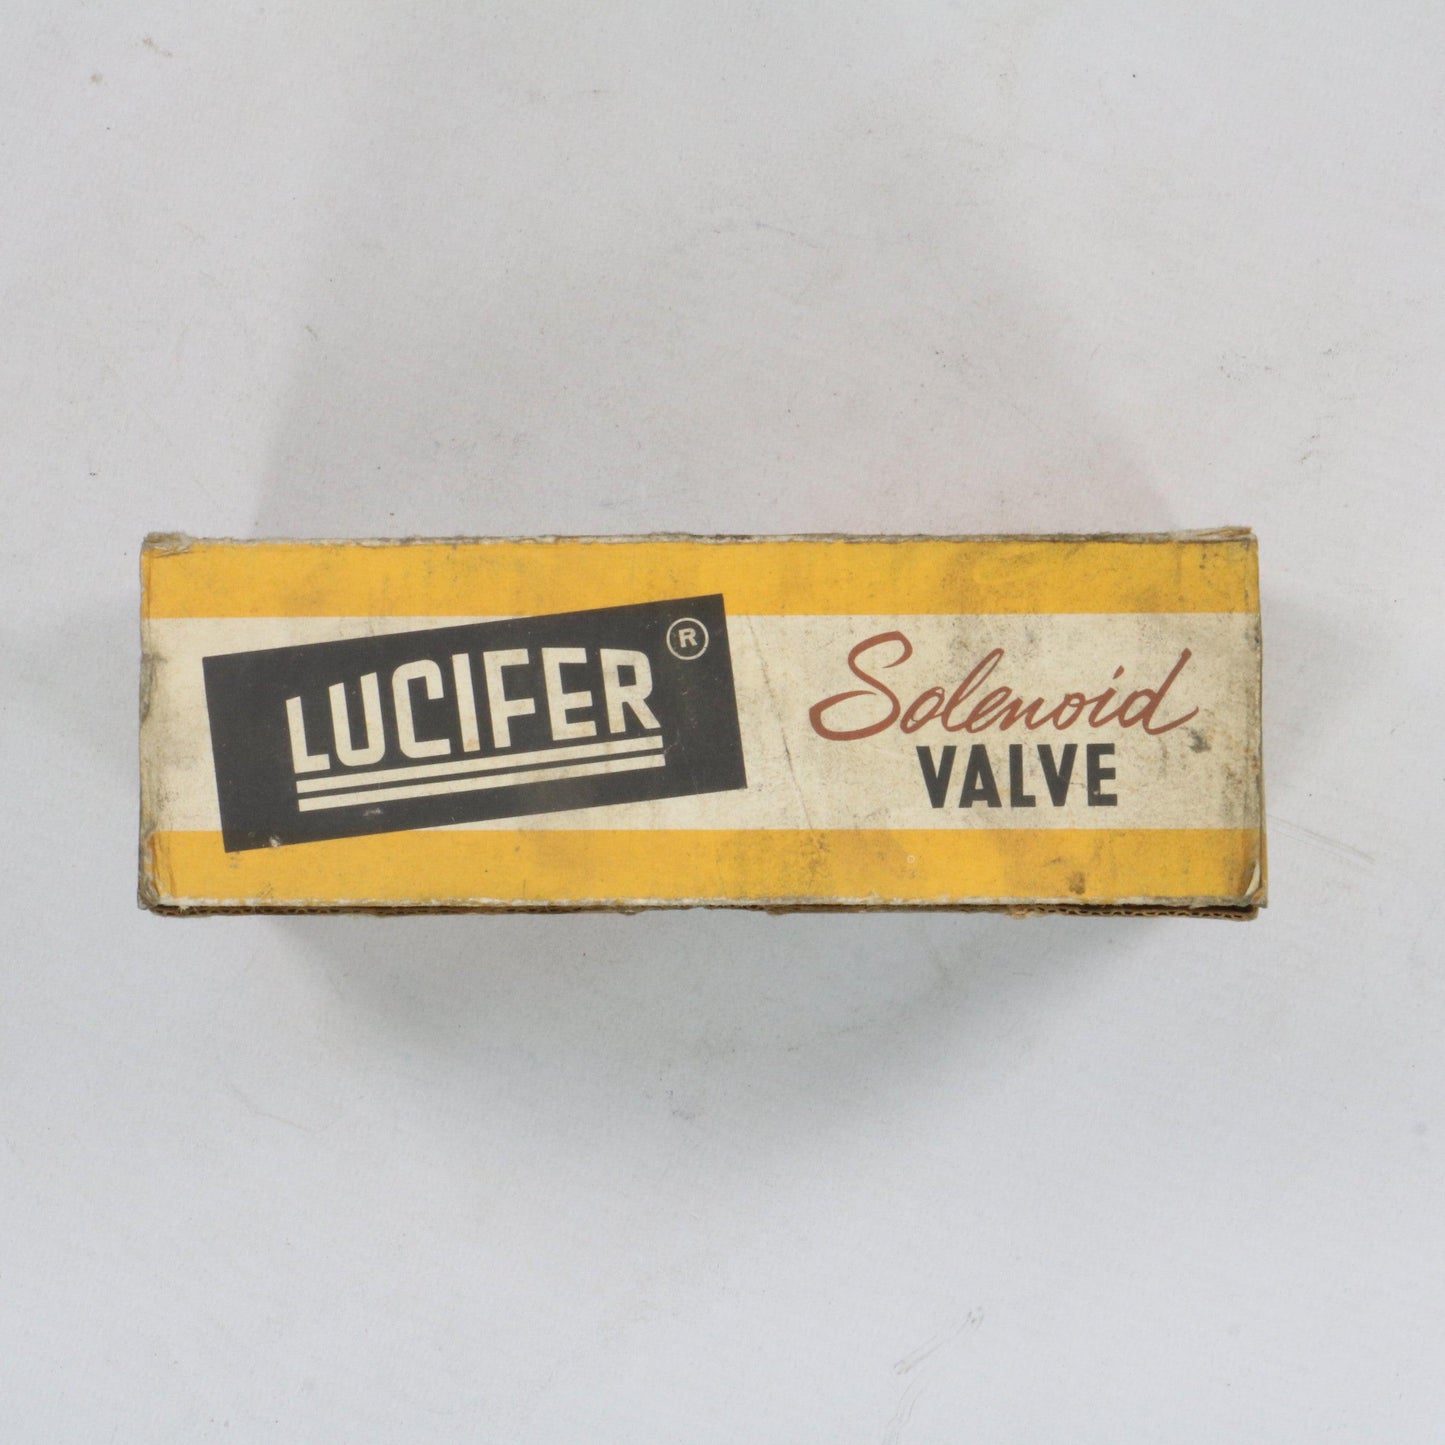 LUCIFER ®
Solenoid
VALVE